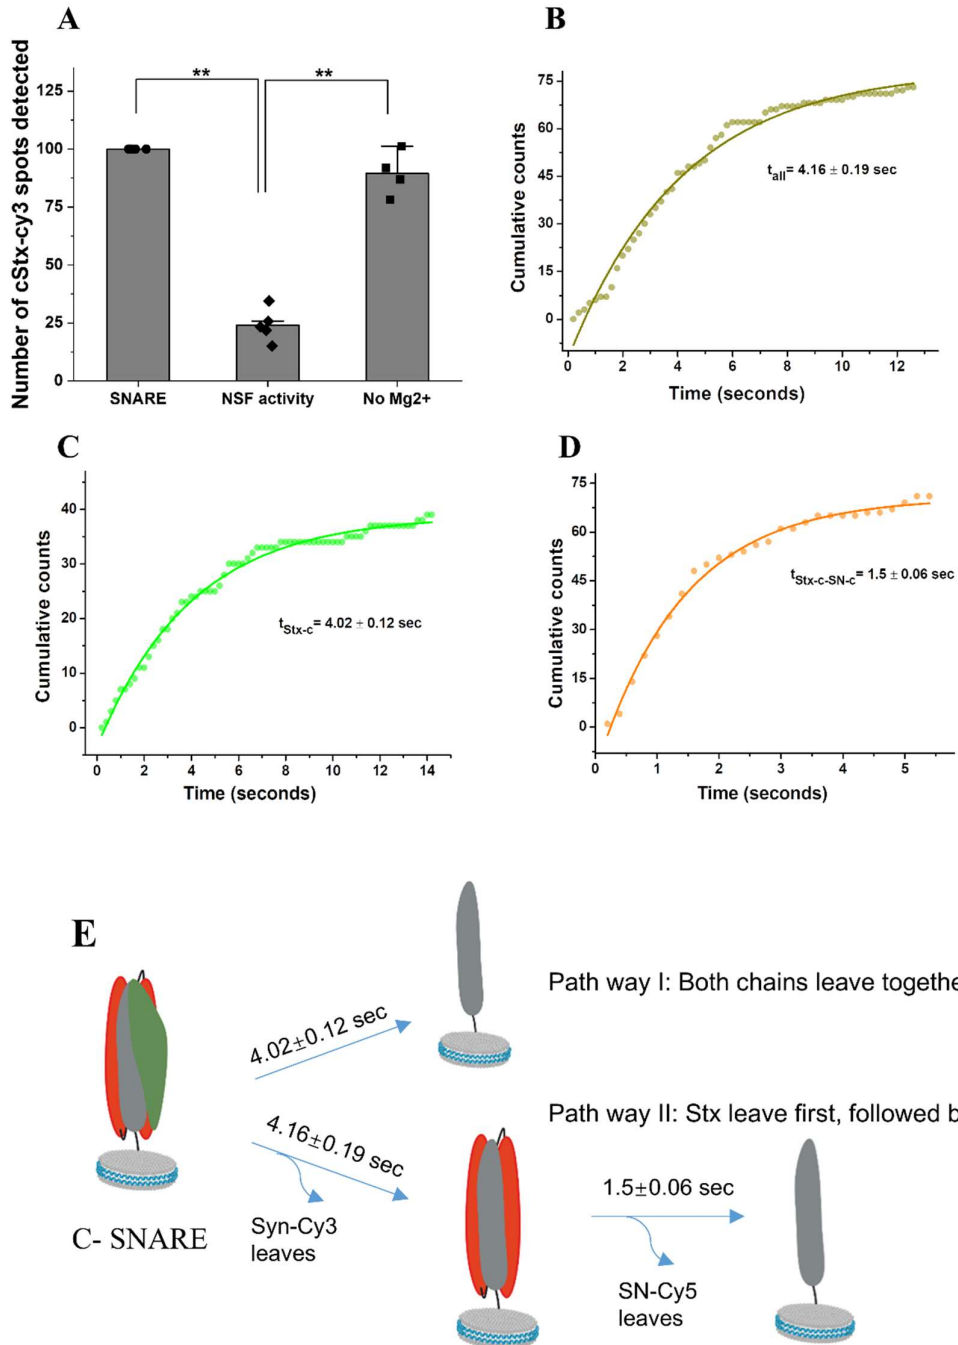 A
Number of cStx-cy3 spots detected
125
100
75
50
25
0
**
**
SNARE
NSF activity
No Mg2+
B
Cumulative counts
75
60
45
30
15
0
t_all= 4.16 ± 0.19 sec
0
2
4
6
8
10
12
Time (seconds)
C
Cumulative counts
40
30
20
10
0
t_Stx-c= 4.02 ± 0.12 sec
0
2
4
6
8
10
12
14
Time (seconds)
D
Cumulative counts
75
60
45
30
15
0
t_Stx-c-SN-c= 1.5 ± 0.06 sec
0
1
2
3
4
5
Time (seconds)
E
C- SNARE
4.02±0.12 sec
Path way I: Both chains leave togethe
4.16±0.19 sec
Syn-Cy3
leaves
Path way II: Stx leave first, followed b
1.5±0.06 sec
SN-Cy5
leaves